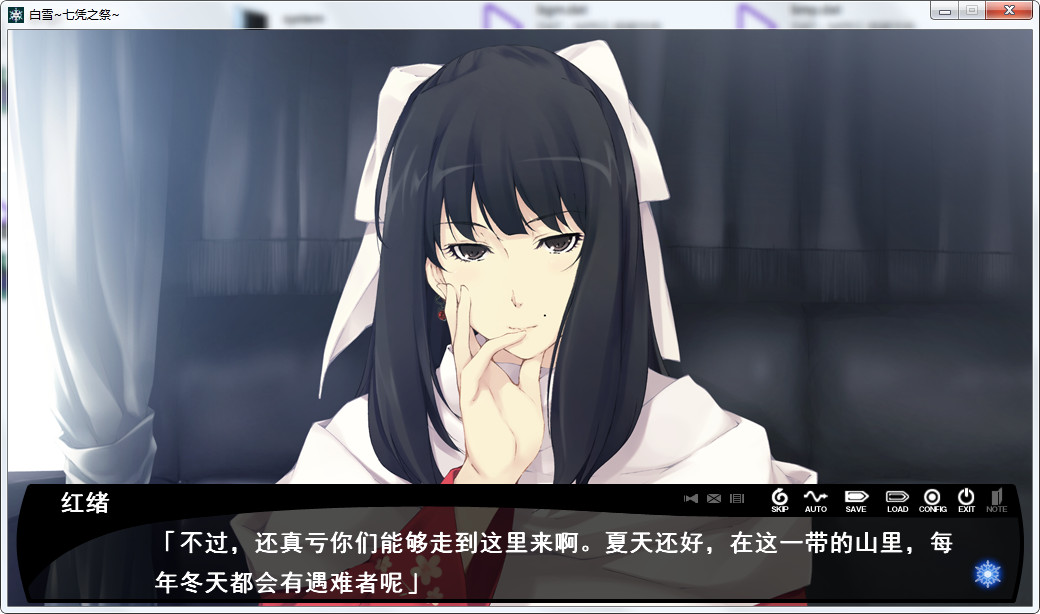 白雪~七凭之祭~
红绪
SKIP AUTO SAVE LOAD CONFIG EXIT NOTE
「不过，还真亏你们能够走到这里来啊。夏天还好，在这一带的山里，每
年冬天都会有遇难者呢」